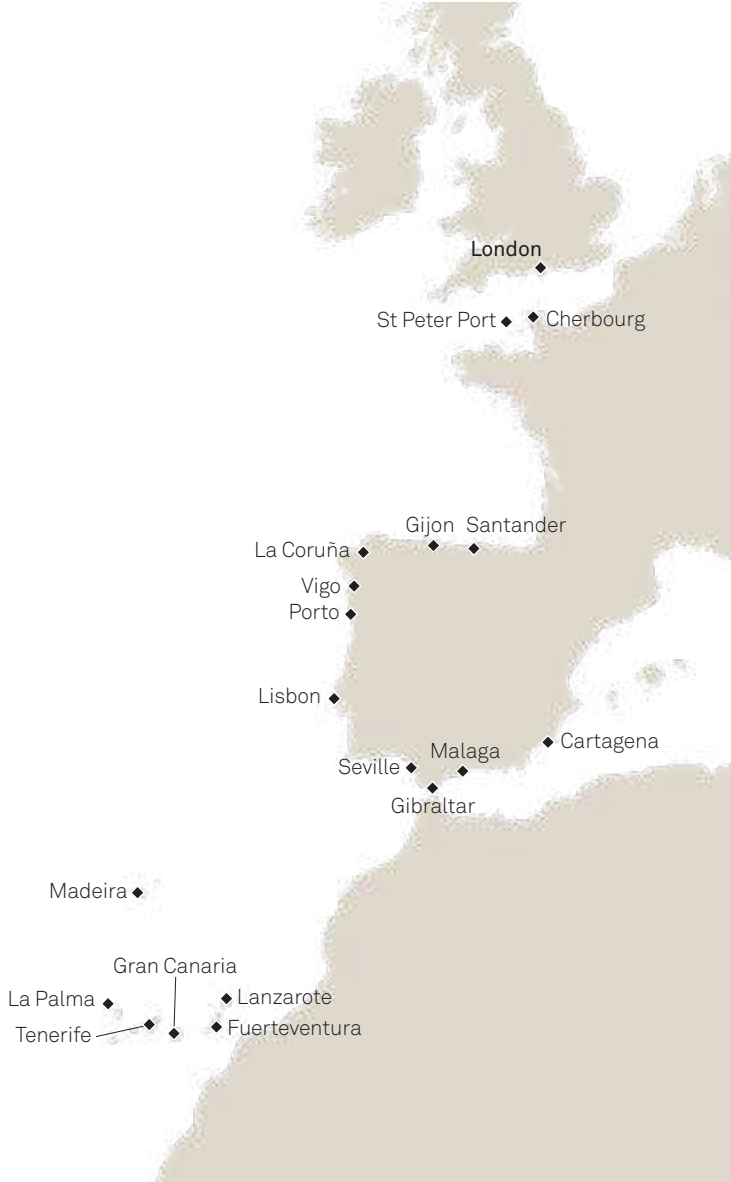 London
St Peter Port
Cherbourg
Gijon
Santander
La Coruña
Vigo
Porto
Lisbon
Cartagena
Malaga
Seville
Gibraltar
Madeira
Gran Canaria
La Palma
Lanzarote
Tenerife
Fuerteventura